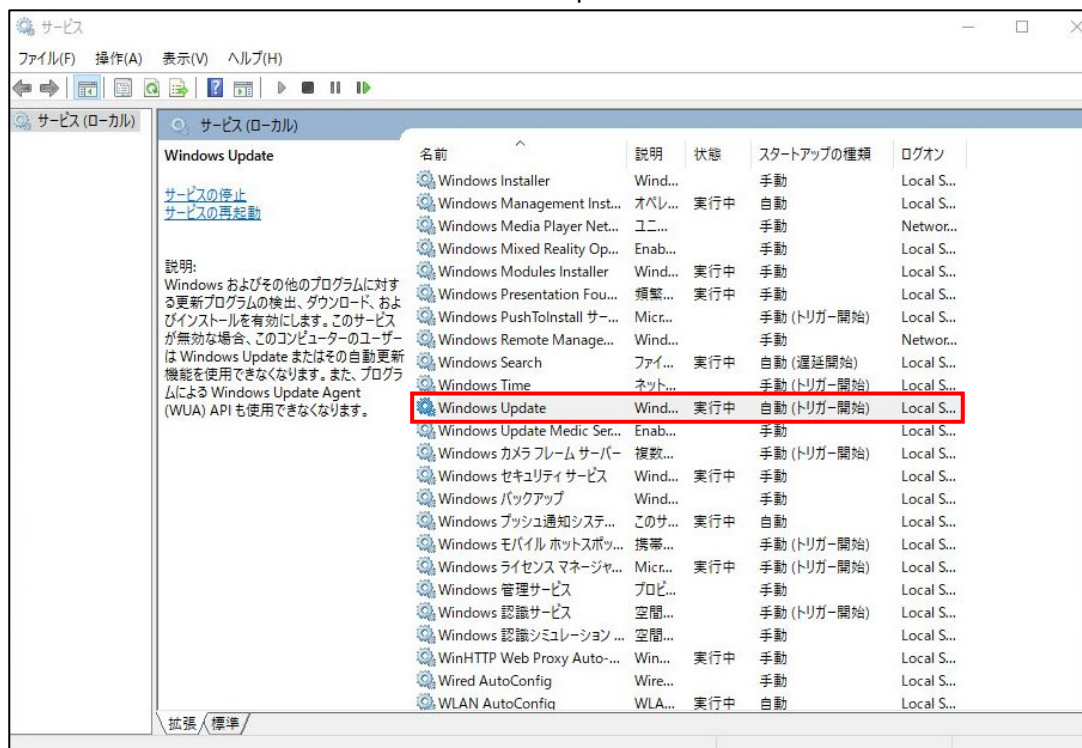 サービス
ファイル(F) 操作(A) 表示(V) ヘルプ(H)
サービス (ローカル)
サービス (ローカル)
Windows Update
サービスの停止
サービスの再起動
説明:
Windows およびその他のプログラムに対す
る更新プログラムの検出、ダウンロード、およ
びインストールを有効にします。このサービス
が無効な場合、このコンピューターのユーザー
は Windows Update またはその自動更新
機能を使用できなくなります。また、プログラ
ムによる Windows Update Agent
(WUA) API も使用できなくなります。
名前 説明 状態 スタートアップの種類 ログオン
Windows Installer Wind... 手動 Local S...
Windows Management Inst... オペレ... 実行中 自動 Local S...
Windows Media Player Net... ユニ... 手動 Networ...
Windows Mixed Reality Op... Enab... 手動 Local S...
Windows Modules Installer Wind... 実行中 手動 Local S...
Windows Presentation Fou... 頻繁... 実行中 手動 Local S...
Windows PushToInstall サー... Micr... 手動 (トリガー開始) Local S...
Windows Remote Manage... Wind... 手動 Networ...
Windows Search ファイ... 実行中 自動 (遅延開始) Local S...
Windows Time ネット... 手動 (トリガー開始) Local S...
Windows Update Wind... 実行中 自動 (トリガー開始) Local S...
Windows Update Medic Ser... Enab... 手動 Local S...
Windows カメラ フレーム サーバー 複数... 手動 (トリガー開始) Local S...
Windows セキュリティ サービス Wind... 実行中 手動 Local S...
Windows バックアップ Wind... 手動 Local S...
Windows プッシュ通知システ... このサ... 実行中 自動 Local S...
Windows モバイル ホットスポッ... 携帯... 手動 (トリガー開始) Local S...
Windows ライセンス マネージャ... Micr... 実行中 手動 (トリガー開始) Local S...
Windows 管理サービス プロビ... 手動 Local S...
Windows 認識サービス 空間... 手動 (トリガー開始) Local S...
Windows 認識シミュレーション ... 空間... 手動 Local S...
WinHTTP Web Proxy Auto-... Win... 実行中 手動 Local S...
Wired AutoConfig Wire... 手動 Local S...
WLAN AutoConfig WLA... 実行中 自動 Local S...
拡張 標準